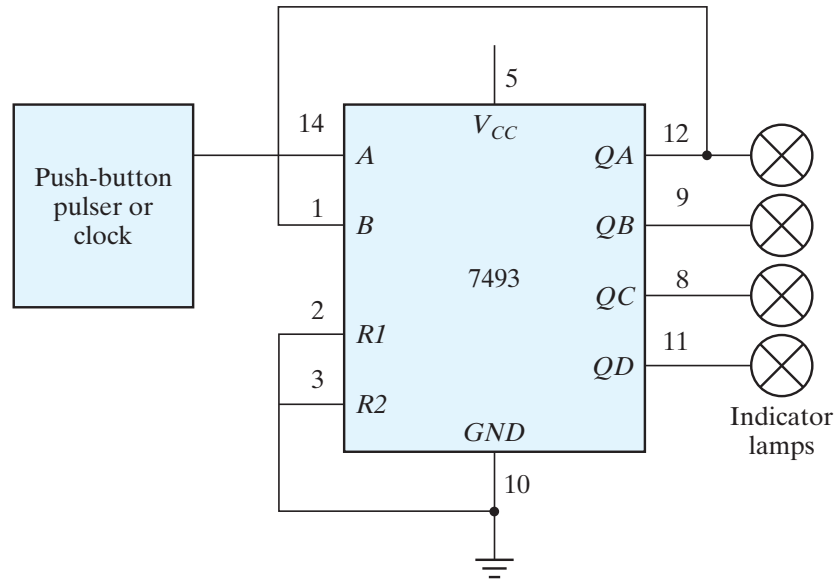 5
14
V_CC
12
Push-button
pulser or
clock
A
QA
1
9
B
QB
7493
8
QC
2
R1
11
QD
3
R2
Indicator
lamps
GND
10